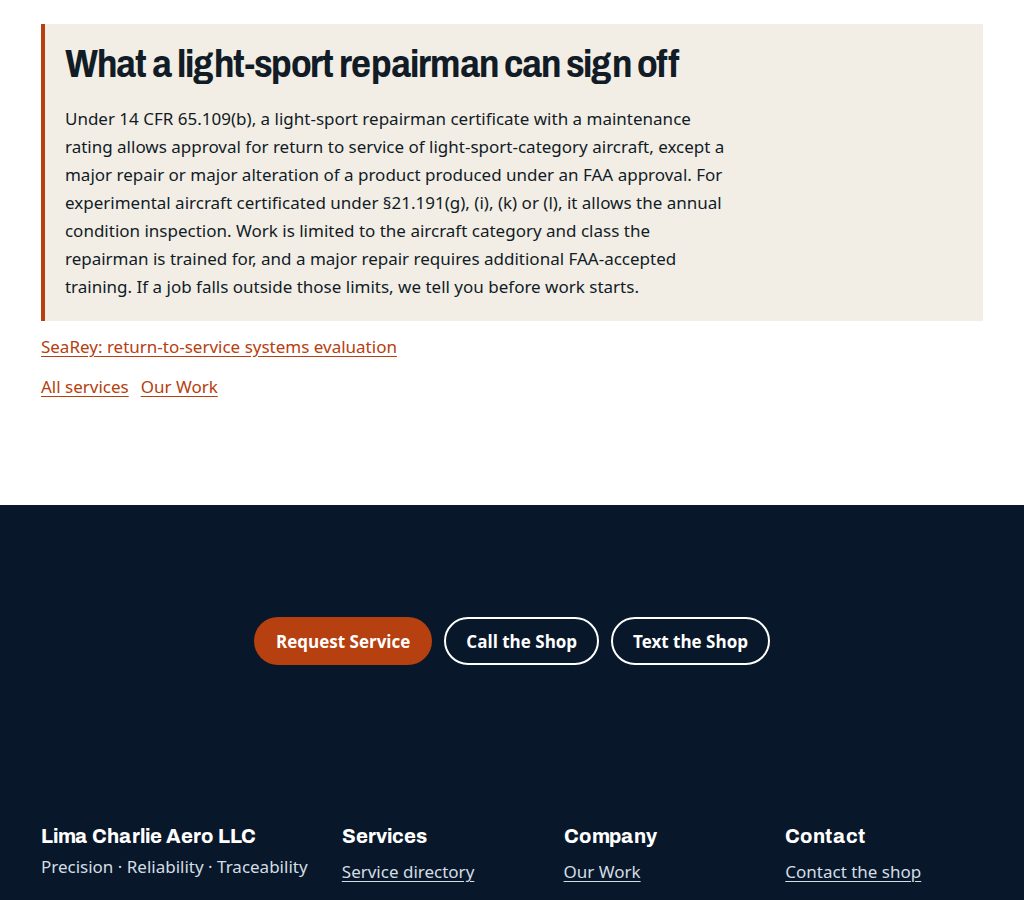 What a light-sport repairman can sign off
Under 14 CFR 65.109(b), a light-sport repairman certificate with a maintenance
rating allows approval for return to service of light-sport-category aircraft, except a
major repair or major alteration of a product produced under an FAA approval. For
experimental aircraft certificated under §21.191(g), (i), (k) or (l), it allows the annual
condition inspection. Work is limited to the aircraft category and class the
repairman is trained for, and a major repair requires additional FAA-accepted
training. If a job falls outside those limits, we tell you before work starts.
SeaRey: return-to-service systems evaluation
All services Our Work
Request Service Call the Shop Text the Shop
Lima Charlie Aero LLC Services Company Contact
Precision · Reliability · Traceability
Service directory Our Work Contact the shop